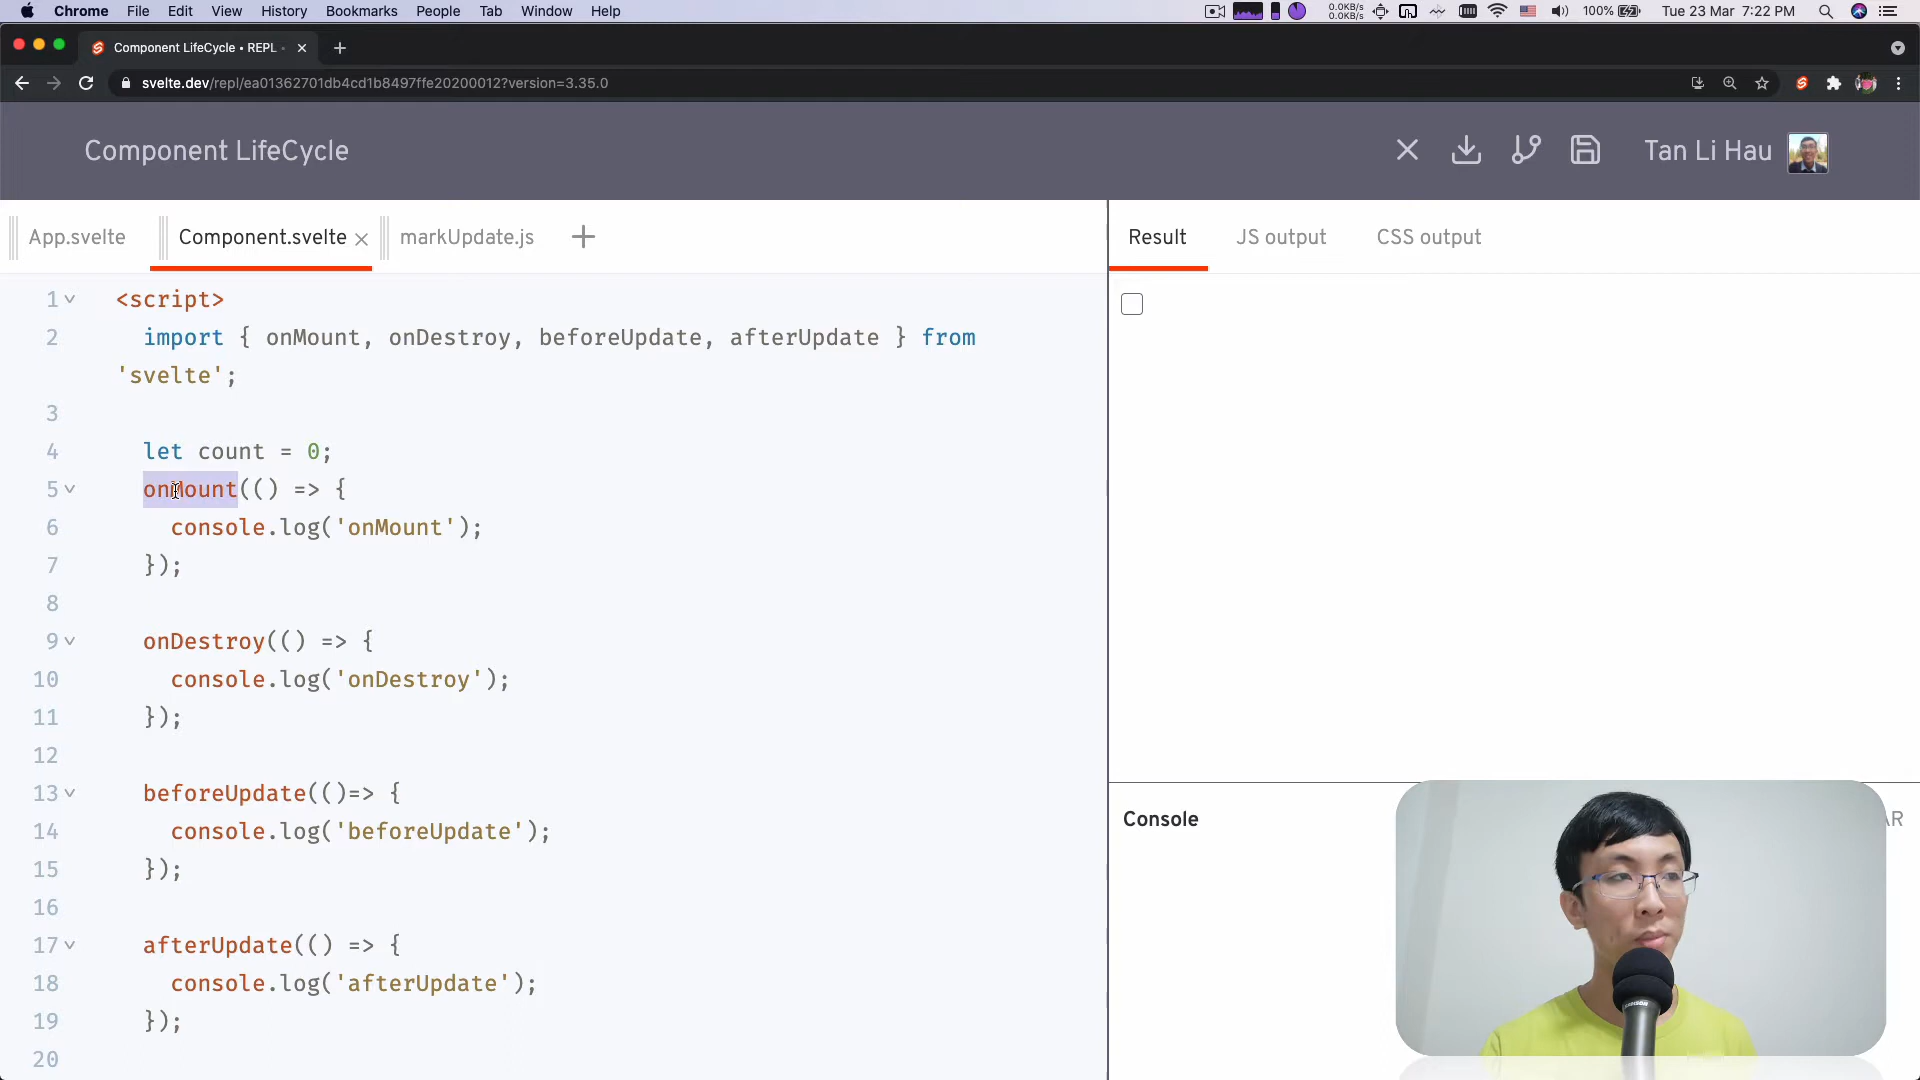 Chrome File Edit View History Bookmarks People Tab Window Help
0.0KB/s
0.0KB/s
100% Tue 23 Mar 7:22 PM
Component LifeCycle • REPL -
svelte.dev/repl/ea01362701db4cd1b8497ffe20200012?version=3.35.0
Component LifeCycle
Tan Li Hau
App.svelte Component.svelte markUpdate.js
Result JS output CSS output
1 <script>
2 import { onMount, onDestroy, beforeUpdate, afterUpdate } from
'svelte';
3
4 let count = 0;
5 onMount(() => {
6 console.log('onMount');
7 });
8
9 onDestroy(() => {
10 console.log('onDestroy');
11 });
12
13 beforeUpdate(()=> {
14 console.log('beforeUpdate');
15 });
16
17 afterUpdate(() => {
18 console.log('afterUpdate');
19 });
20
Console